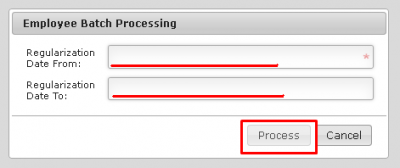 Employee Batch Processing
Regularization
Date From:
*
Regularization
Date To:
Process
Cancel